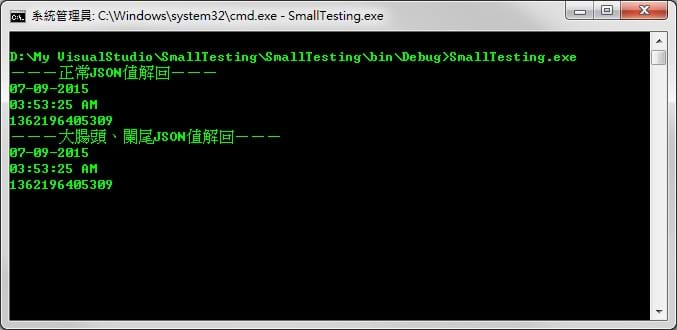 系統管理員: C:\Windows\system32\cmd.exe - SmallTesting.exe
D:\My VisualStudio\SmallTesting\SmallTesting\bin\Debug>SmallTesting.exe
－－－正常JSON值解回－－－
07-09-2015
03:53:25 AM
1362196405309
－－－大腸頭、闌尾JSON值解回－－－
07-09-2015
03:53:25 AM
1362196405309